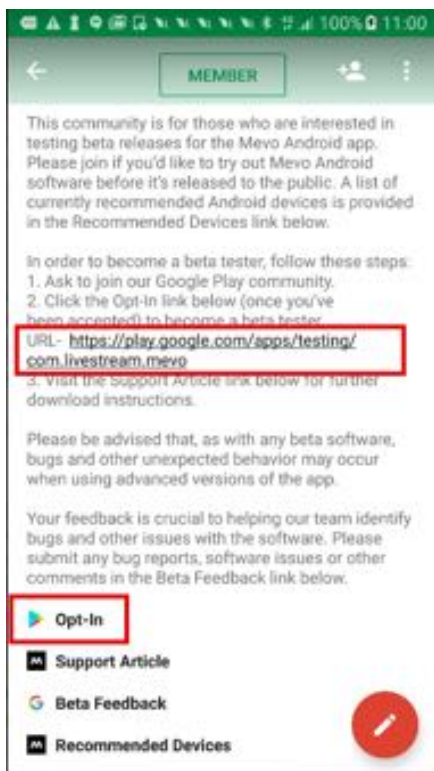 100% 11:00
MEMBER
This community is for those who are interested in
testing beta releases for the Mevo Android app.
Please join if you'd like to try out Mevo Android
software before it's released to the public. A list of
currently recommended Android devices is provided
in the Recommended Devices link below.
In order to become a beta tester, follow these steps:
1. Ask to join our Google Play community.
2. Click the Opt-In link below (once you've
been accepted) to become a beta tester
URL- https://play.google.com/apps/testing/
com.livestream.mevo
3. Visit the Support Article link below for further
download instructions.
Please be advised that, as with any beta software,
bugs and other unexpected behavior may occur
when using advanced versions of the app.
Your feedback is crucial to helping our team identify
bugs and other issues with the software. Please
submit any bug reports, software issues or other
comments in the Beta Feedback link below.
Opt-In
Support Article
Beta Feedback
Recommended Devices